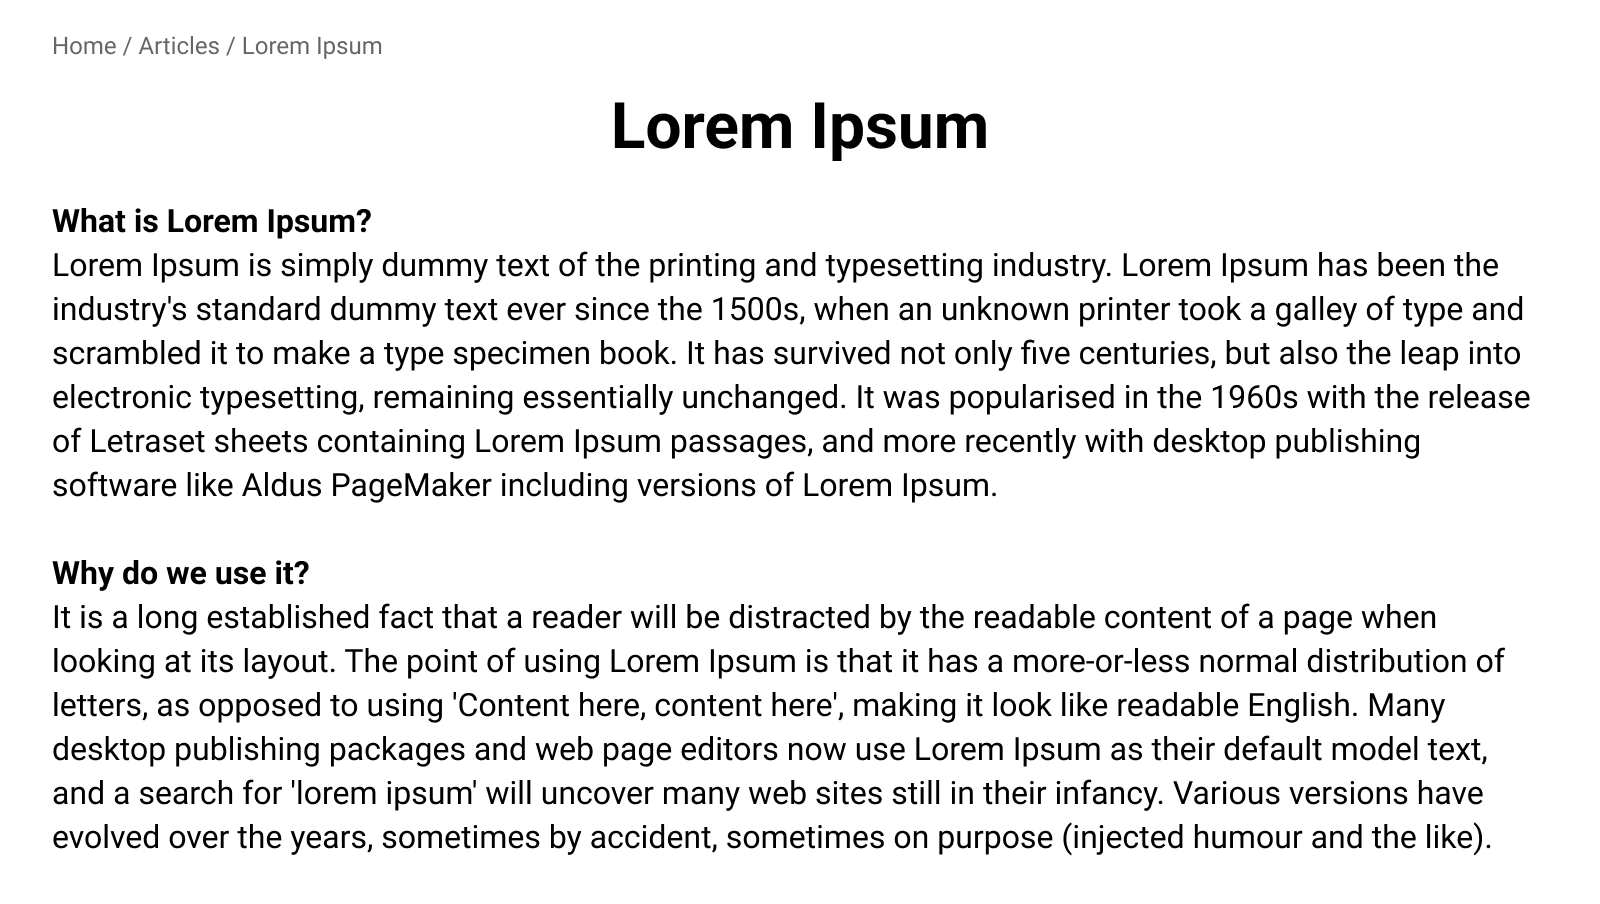 Home / Articles / Lorem Ipsum
Lorem Ipsum
What is Lorem Ipsum?
Lorem Ipsum is simply dummy text of the printing and typesetting industry. Lorem Ipsum has been the
industry's standard dummy text ever since the 1500s, when an unknown printer took a galley of type and
scrambled it to make a type specimen book. It has survived not only five centuries, but also the leap into
electronic typesetting, remaining essentially unchanged. It was popularised in the 1960s with the release
of Letraset sheets containing Lorem Ipsum passages, and more recently with desktop publishing
software like Aldus PageMaker including versions of Lorem Ipsum.
Why do we use it?
It is a long established fact that a reader will be distracted by the readable content of a page when
looking at its layout. The point of using Lorem Ipsum is that it has a more-or-less normal distribution of
letters, as opposed to using 'Content here, content here', making it look like readable English. Many
desktop publishing packages and web page editors now use Lorem Ipsum as their default model text,
and a search for 'lorem ipsum' will uncover many web sites still in their infancy. Various versions have
evolved over the years, sometimes by accident, sometimes on purpose (injected humour and the like).